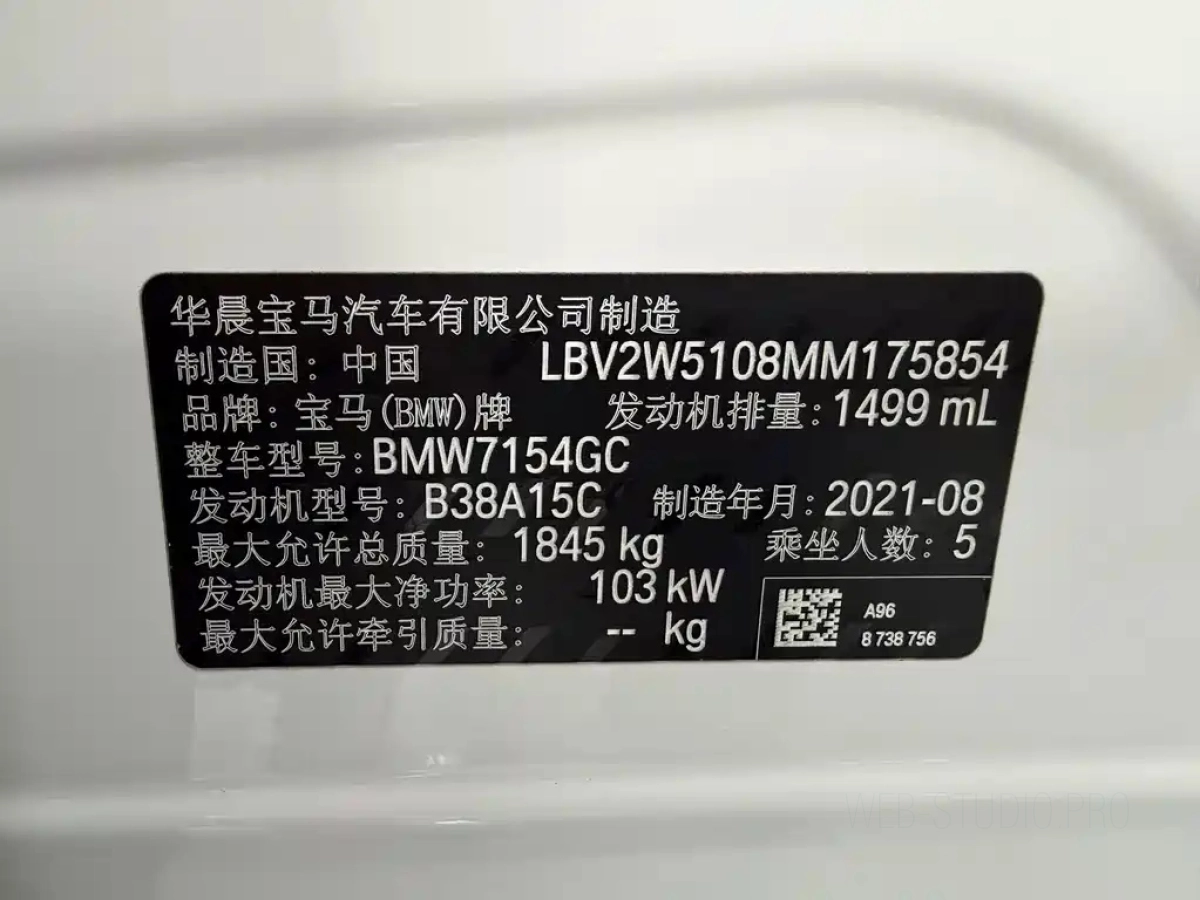 华晨宝马汽车有限公司制造
制造国：中国 LBV2W5108MM175854
品牌：宝马(BMW)牌 发动机排量：1499 mL
整车型号：BMW7154GC
发动机型号：B38A15C 制造年月：2021-08
最大允许总质量：1845 kg 乘坐人数：5
发动机最大净功率：103 kW
最大允许牵引质量：-- kg
A96
8 738 756
WEB-STUDIO.PRO